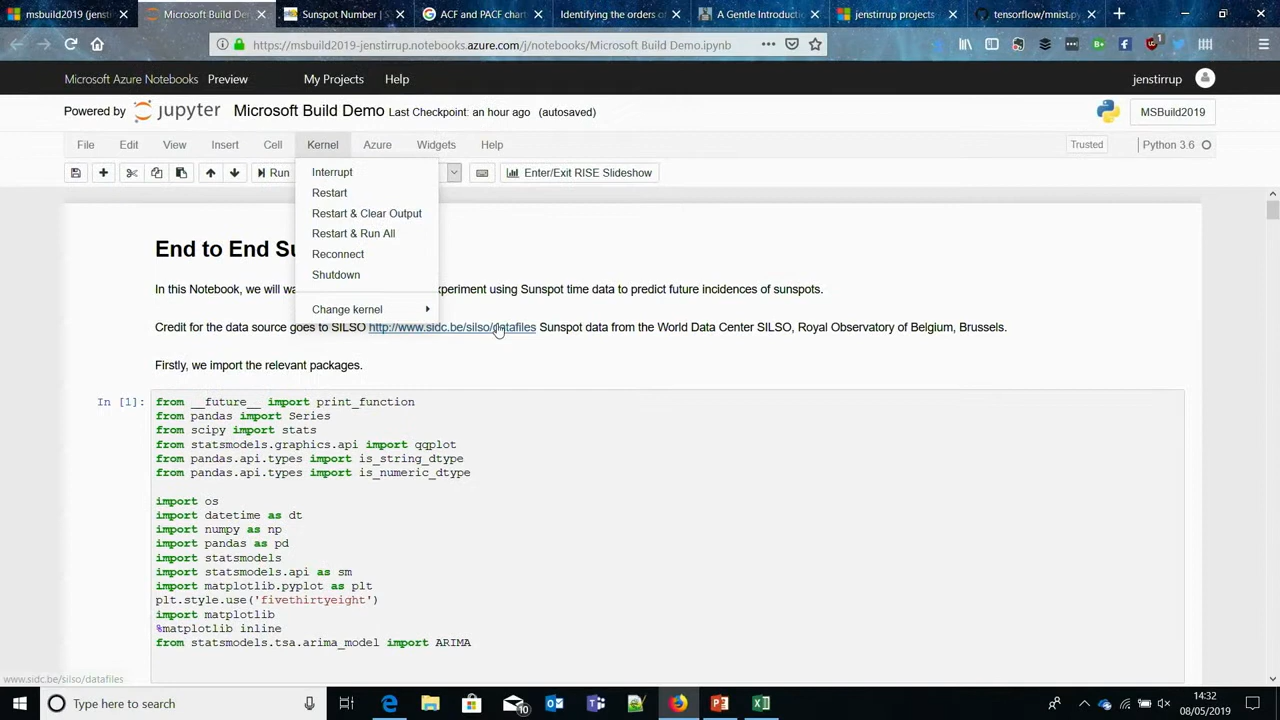 msbuild2019 (jenstirrup
Microsoft Build Den
Sunspot Number | S
ACF and PACF chart
Identifying the orders o
A Gentle Introducti
jenstirrup projects
tensorflow/mnist.py
https://msbuild2019-jenstirrup.notebooks.azure.com/j/notebooks/Microsoft Build Demo.ipynb
Microsoft Azure Notebooks Preview My Projects Help jenstirrup
Powered by jupyter Microsoft Build Demo Last Checkpoint: an hour ago (autosaved) MSBuild2019
File Edit View Insert Cell Kernel Azure Widgets Help Trusted Python 3.6
Run Enter/Exit RISE Slideshow
Interrupt
Restart
Restart & Clear Output
Restart & Run All
Reconnect
Shutdown
Change kernel
End to End Su
In this Notebook, we will wa
xperiment using Sunspot time data to predict future incidences of sunspots.
Credit for the data source goes to SILSO http://www.sidc.be/silso/datafiles Sunspot data from the World Data Center SILSO, Royal Observatory of Belgium, Brussels.
Firstly, we import the relevant packages.
In [1]:
from __future__ import print_function
from pandas import Series
from scipy import stats
from statsmodels.graphics.api import qqplot
from pandas.api.types import is_string_dtype
from pandas.api.types import is_numeric_dtype
import os
import datetime as dt
import numpy as np
import pandas as pd
import statsmodels
import statsmodels.api as sm
import matplotlib.pyplot as plt
plt.style.use('fivethirtyeight')
import matplotlib
%matplotlib inline
from statsmodels.tsa.arima_model import ARIMA
www.sidc.be/silso/datafiles
Type here to search
10
14:32
08/05/2019